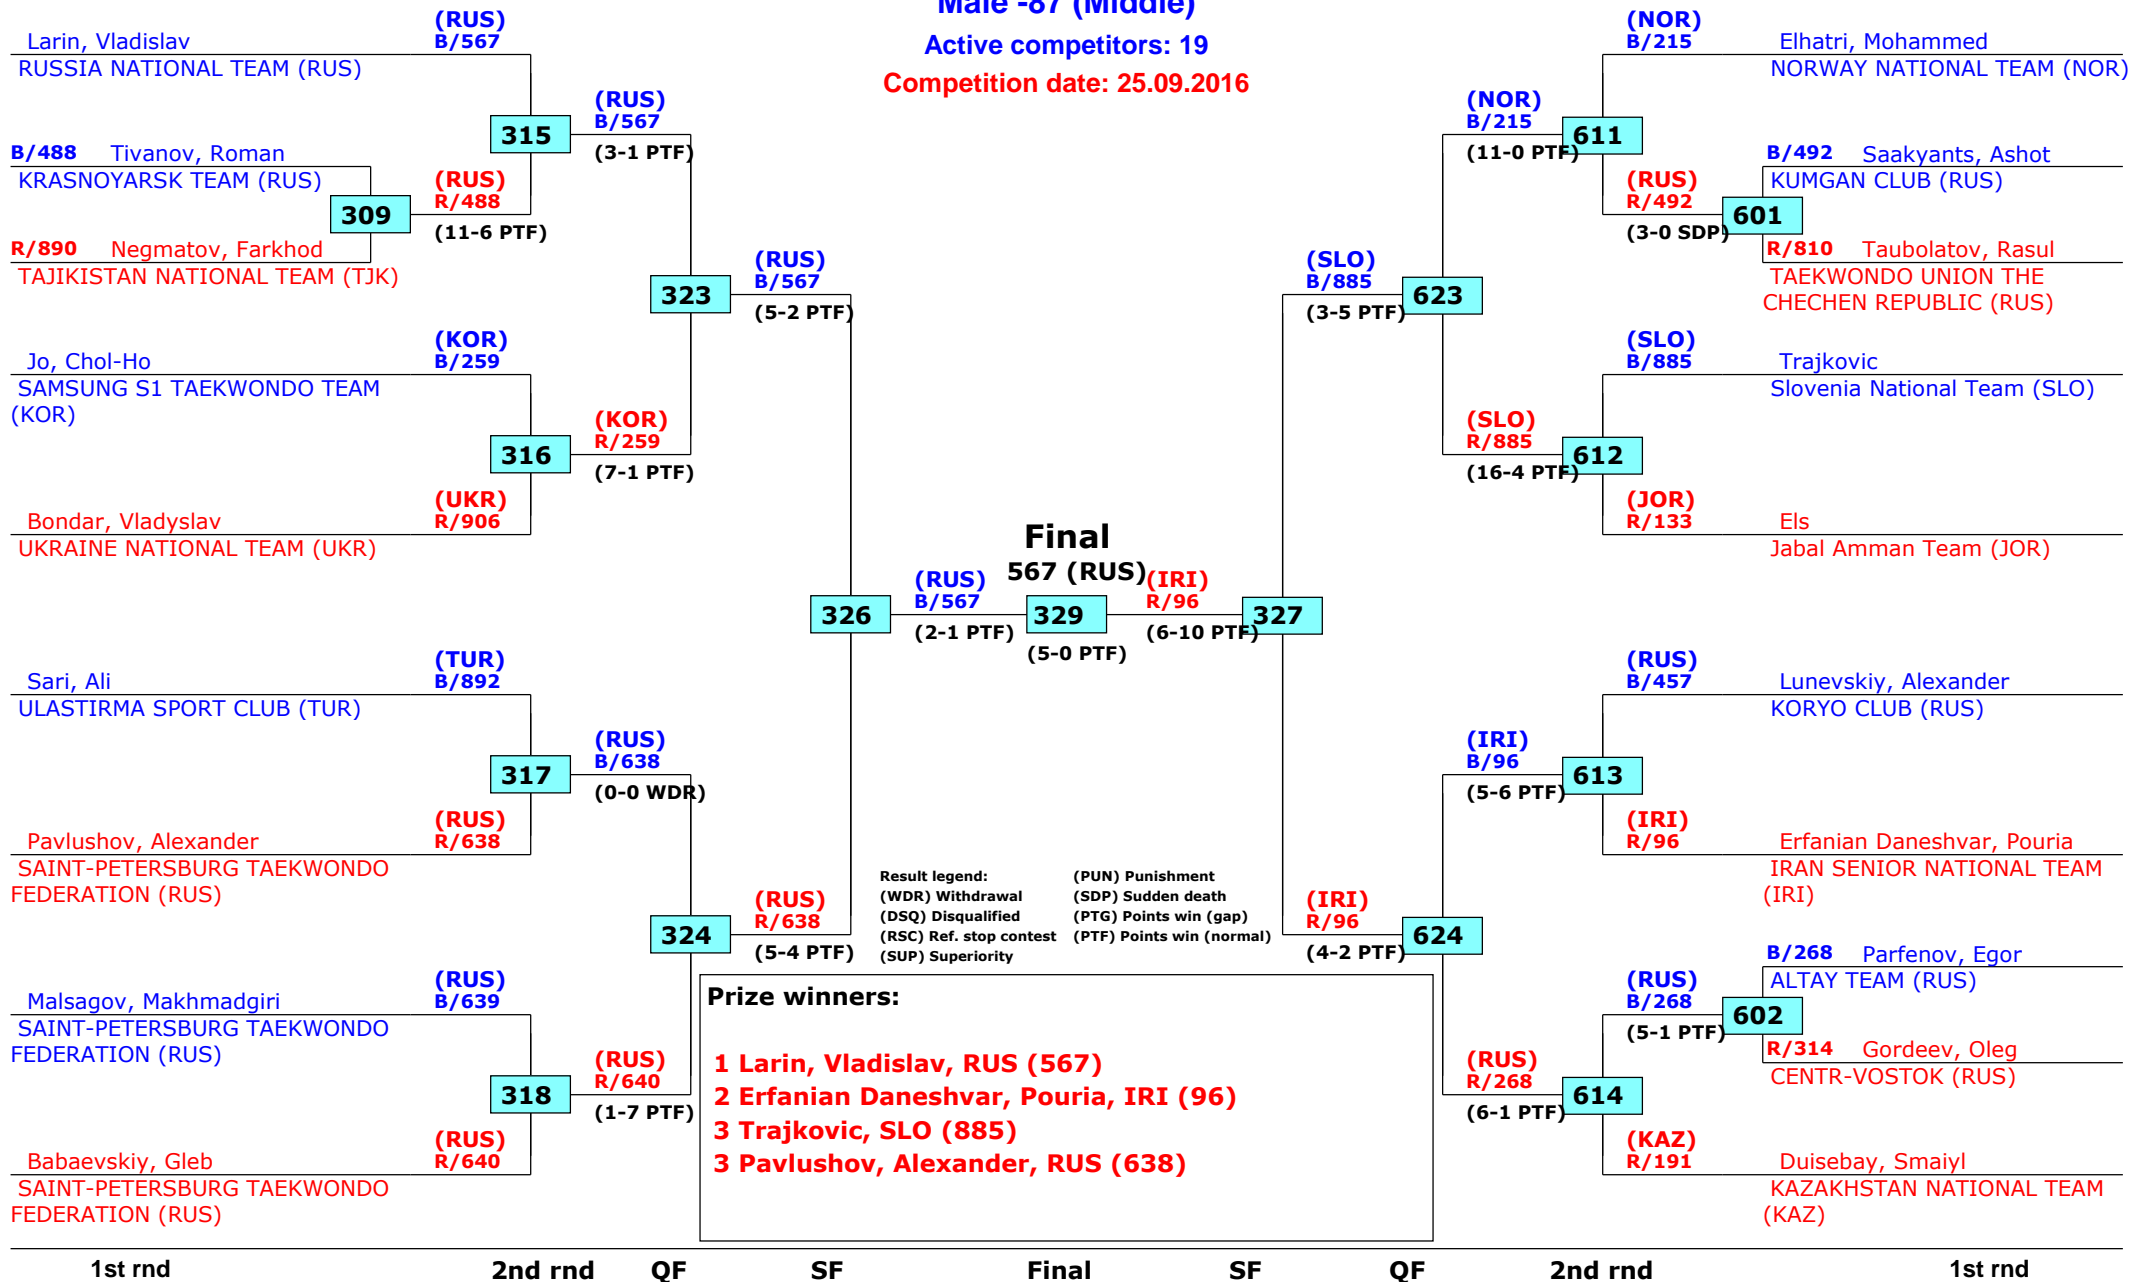 Male -87 (Middle)
Active competitors: 19
Competition date: 25.09.2016
(RUS)
B/567
Larin, Vladislav
RUSSIA NATIONAL TEAM (RUS)
B/488 Tivanov, Roman
KRASNOYARSK TEAM (RUS)
R/890 Negmatov, Farkhod
TAJIKISTAN NATIONAL TEAM (TJK)
309
(RUS)
R/488
(11-6 PTF)
315
(RUS)
B/567
(3-1 PTF)
(KOR)
B/259
Jo, Chol-Ho
SAMSUNG S1 TAEKWONDO TEAM
(KOR)
(UKR)
R/906
Bondar, Vladyslav
UKRAINE NATIONAL TEAM (UKR)
316
(KOR)
R/259
(7-1 PTF)
323
(RUS)
B/567
(5-2 PTF)
(TUR)
B/892
Sari, Ali
ULASTIRMA SPORT CLUB (TUR)
(RUS)
R/638
Pavlushov, Alexander
SAINT-PETERSBURG TAEKWONDO
FEDERATION (RUS)
317
(RUS)
B/638
(0-0 WDR)
(RUS)
B/639
Malsagov, Makhmadgiri
SAINT-PETERSBURG TAEKWONDO
FEDERATION (RUS)
(RUS)
R/640
Babaevskiy, Gleb
SAINT-PETERSBURG TAEKWONDO
FEDERATION (RUS)
318
(RUS)
R/640
(1-7 PTF)
324
(RUS)
R/638
(5-4 PTF)
326
(RUS)
B/567
(2-1 PTF)
Final
567 (RUS)
329
(5-0 PTF)
(IRI)
R/96
(6-10 PTF)
327
(NOR)
B/215
Elhatri, Mohammed
NORWAY NATIONAL TEAM (NOR)
B/492 Saakyants, Ashot
KUMGAN CLUB (RUS)
R/810 Taubolatov, Rasul
TAEKWONDO UNION THE
CHECHEN REPUBLIC (RUS)
601
(RUS)
R/492
(3-0 SDP)
611
(NOR)
B/215
(11-0 PTF)
(SLO)
B/885
Trajkovic
Slovenia National Team (SLO)
(JOR)
R/133
Els
Jabal Amman Team (JOR)
612
(SLO)
R/885
(16-4 PTF)
623
(SLO)
B/885
(3-5 PTF)
(RUS)
B/457
Lunevskiy, Alexander
KORYO CLUB (RUS)
(IRI)
R/96
Erfanian Daneshvar, Pouria
IRAN SENIOR NATIONAL TEAM
(IRI)
613
(IRI)
B/96
(5-6 PTF)
B/268 Parfenov, Egor
ALTAY TEAM (RUS)
R/314 Gordeev, Oleg
CENTR-VOSTOK (RUS)
602
(RUS)
B/268
(5-1 PTF)
(KAZ)
R/191
Duisebay, Smaiyl
KAZAKHSTAN NATIONAL TEAM
(KAZ)
614
(RUS)
R/268
(6-1 PTF)
624
(IRI)
R/96
(4-2 PTF)
Result legend:
(WDR) Withdrawal
(DSQ) Disqualified
(RSC) Ref. stop contest
(SUP) Superiority
(PUN) Punishment
(SDP) Sudden death
(PTG) Points win (gap)
(PTF) Points win (normal)
Prize winners:
1 Larin, Vladislav, RUS (567)
2 Erfanian Daneshvar, Pouria, IRI (96)
3 Trajkovic, SLO (885)
3 Pavlushov, Alexander, RUS (638)
1st rnd 2nd rnd QF SF Final SF QF 2nd rnd 1st rnd